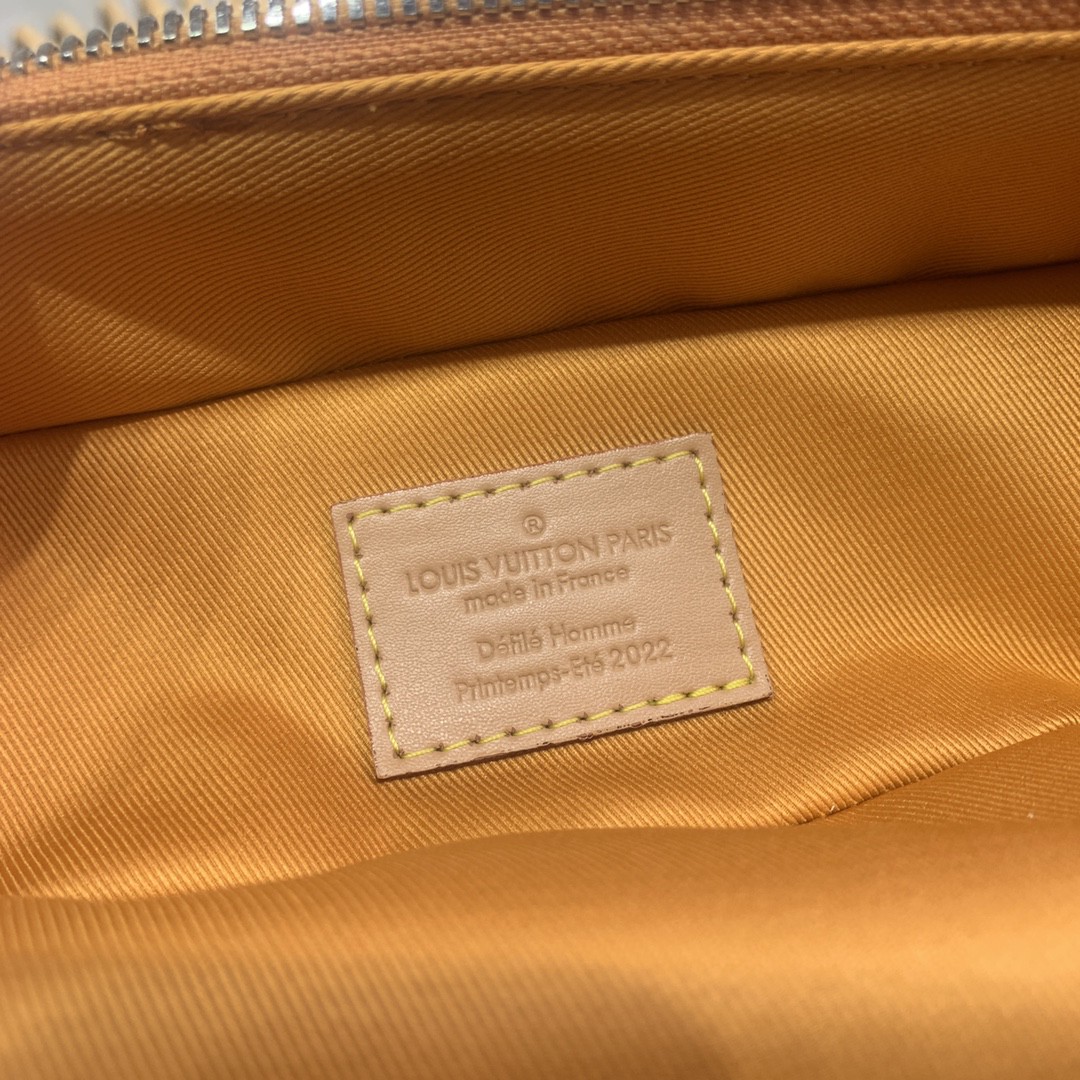 ®
LOUIS VUITTON PARIS
made in France
Défilé Homme
Printemps-Eté 2022